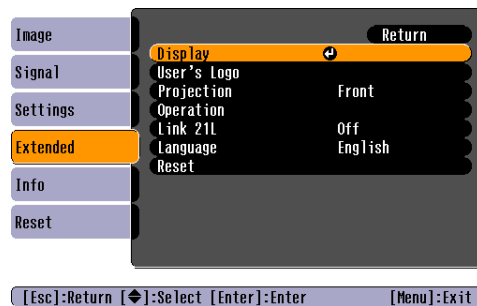 Image
Signal
Settings
Extended
Info
Reset
Return
Display
User's Logo
Projection Front
Operation
Link 21L Off
Language English
Reset
[Esc]:Return [◆]:Select [Enter]:Enter [Menu]:Exit